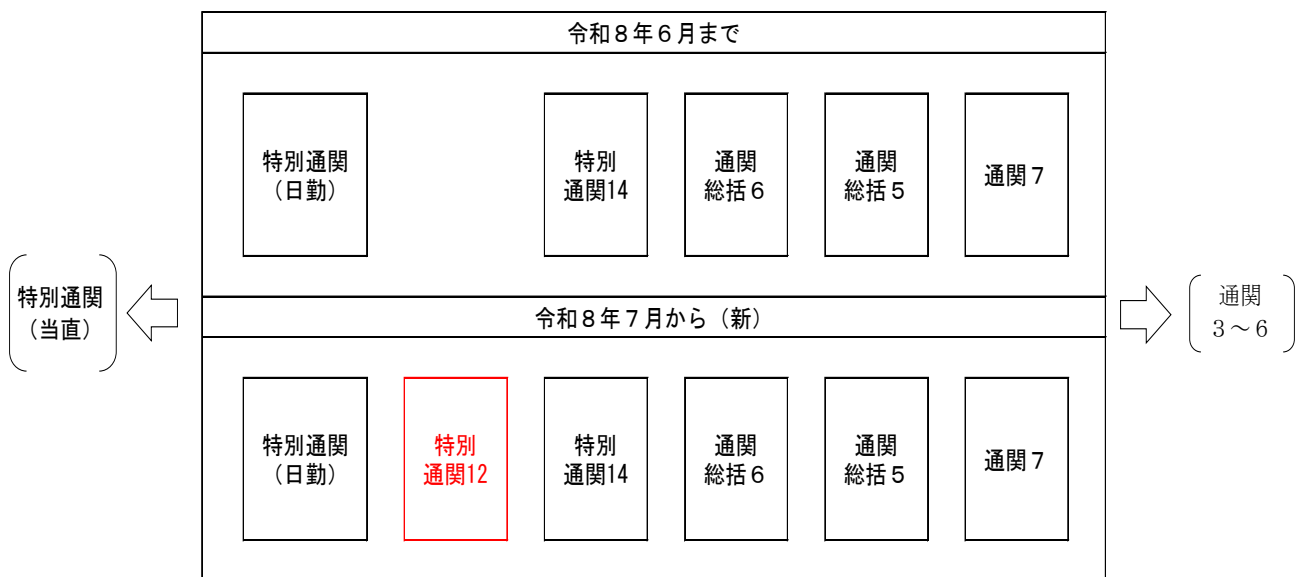 令和８年６月まで
特別通関
（日勤）
特別
通関14
通関
総括６
通関
総括５
通関７
特別通関
（当直）
通関
３～６
令和８年７月から（新）
特別通関
（日勤）
特別
通関12
特別
通関14
通関
総括６
通関
総括５
通関７